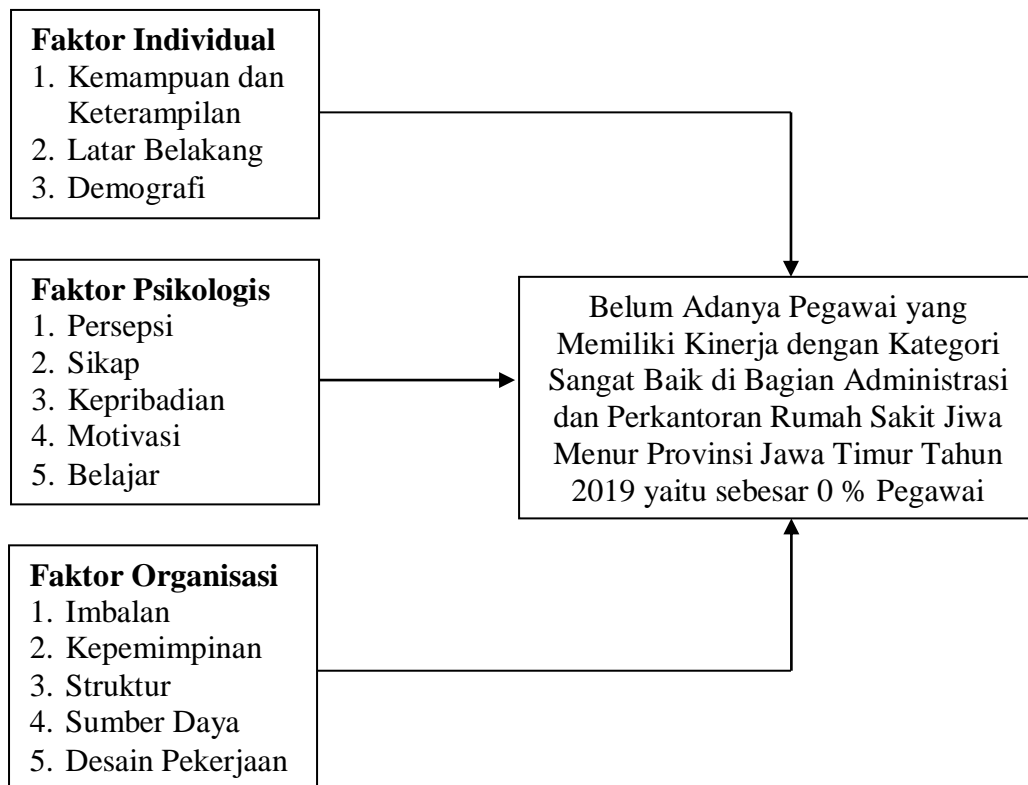 Faktor Individual
1. Kemampuan dan
Keterampilan
2. Latar Belakang
3. Demografi
Faktor Psikologis
1. Persepsi
2. Sikap
3. Kepribadian
4. Motivasi
5. Belajar
Belum Adanya Pegawai yang
Memiliki Kinerja dengan Kategori
Sangat Baik di Bagian Administrasi
dan Perkantoran Rumah Sakit Jiwa
Menur Provinsi Jawa Timur Tahun
2019 yaitu sebesar 0 % Pegawai
Faktor Organisasi
1. Imbalan
2. Kepemimpinan
3. Struktur
4. Sumber Daya
5. Desain Pekerjaan